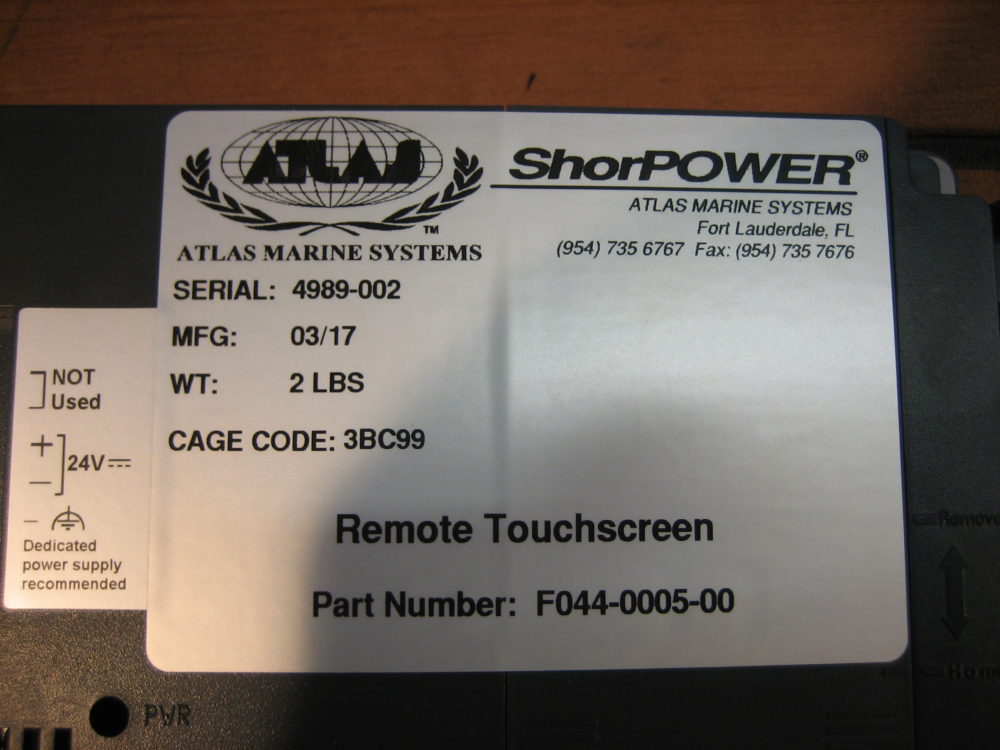 ATLAS
TM
ATLAS MARINE SYSTEMS
ShorPOWER®
ATLAS MARINE SYSTEMS
Fort Lauderdale, FL
(954) 735 6767 Fax: (954) 735 7676
SERIAL: 4989-002
MFG: 03/17
WT: 2 LBS
CAGE CODE: 3BC99
Remote Touchscreen
Part Number: F044-0005-00
NOT
Used
+
24V
−
−
Dedicated
power supply
recommended
PWR